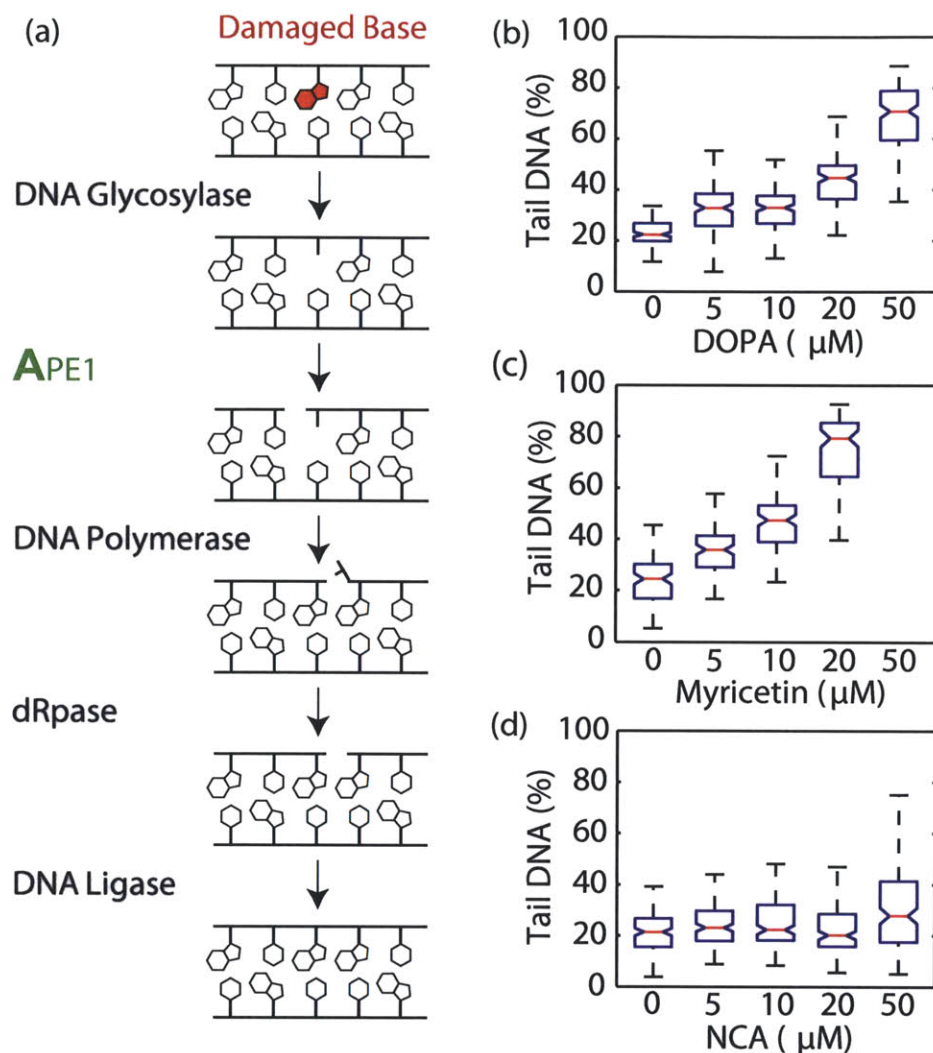 (a)
Damaged Base
DNA Glycosylase
APE1
DNA Polymerase
dRpase
DNA Ligase
(b)
Tail DNA (%)
100
80
60
40
20
0
0 5 10 20 50
DOPA ( μM)
(c)
Tail DNA (%)
100
80
60
40
20
0
0 5 10 20 50
Myricetin (μM)
(d)
Tail DNA (%)
100
80
60
40
20
0
0 5 10 20 50
NCA ( μM)